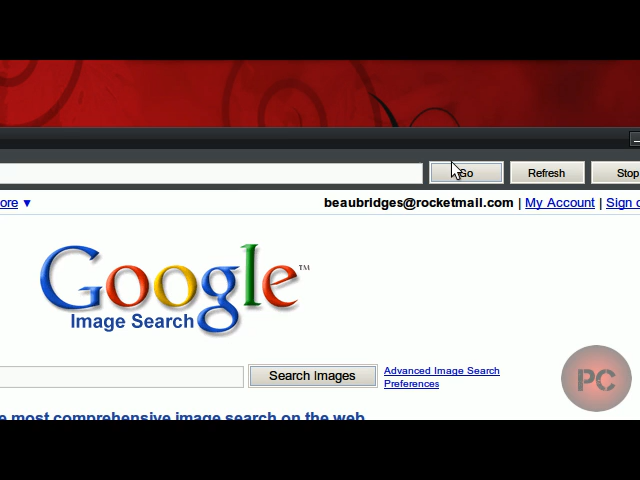 Go Refresh Stop
ore ▼ beaubridges@rocketmail.com | My Account | Sign o
Google™
Image Search
Search Images Advanced Image Search
Preferences
PC
e most comprehensive image search on the web